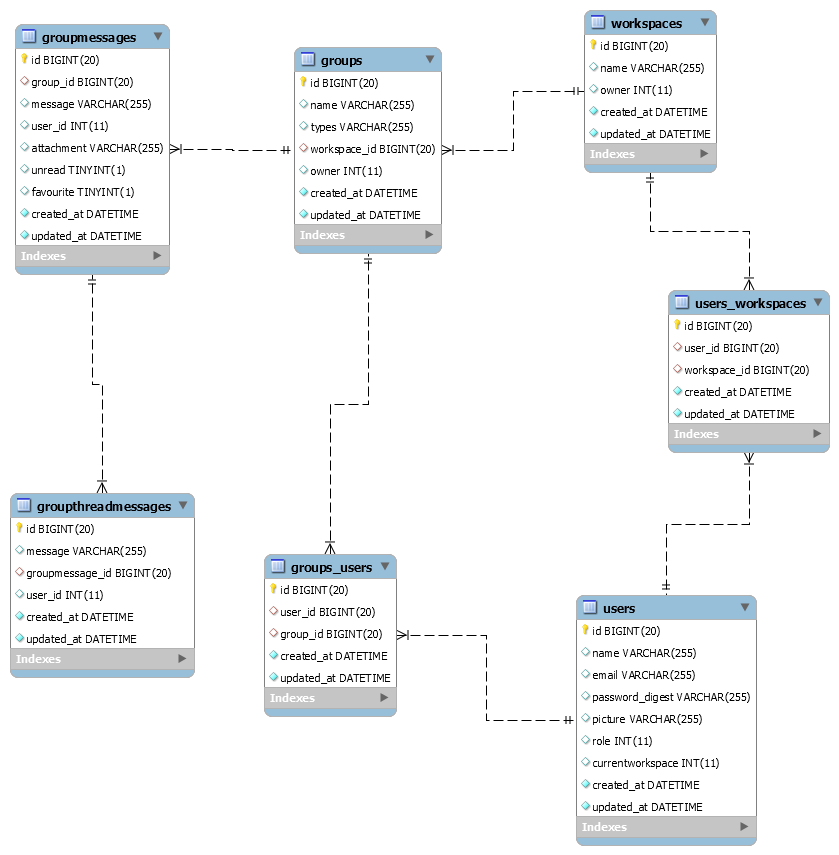 groupmessages
id BIGINT(20)
group_id BIGINT(20)
message VARCHAR(255)
user_id INT(11)
attachment VARCHAR(255)
unread TINYINT(1)
favourite TINYINT(1)
created_at DATETIME
updated_at DATETIME
Indexes
groups
id BIGINT(20)
name VARCHAR(255)
types VARCHAR(255)
workspace_id BIGINT(20)
owner INT(11)
created_at DATETIME
updated_at DATETIME
Indexes
workspaces
id BIGINT(20)
name VARCHAR(255)
owner INT(11)
created_at DATETIME
updated_at DATETIME
Indexes
users_workspaces
id BIGINT(20)
user_id BIGINT(20)
workspace_id BIGINT(20)
created_at DATETIME
updated_at DATETIME
Indexes
groupthreadmessages
id BIGINT(20)
message VARCHAR(255)
groupmessage_id BIGINT(20)
user_id INT(11)
created_at DATETIME
updated_at DATETIME
Indexes
groups_users
id BIGINT(20)
user_id BIGINT(20)
group_id BIGINT(20)
created_at DATETIME
updated_at DATETIME
Indexes
users
id BIGINT(20)
name VARCHAR(255)
email VARCHAR(255)
password_digest VARCHAR(255)
picture VARCHAR(255)
role INT(11)
currentworkspace INT(11)
created_at DATETIME
updated_at DATETIME
Indexes